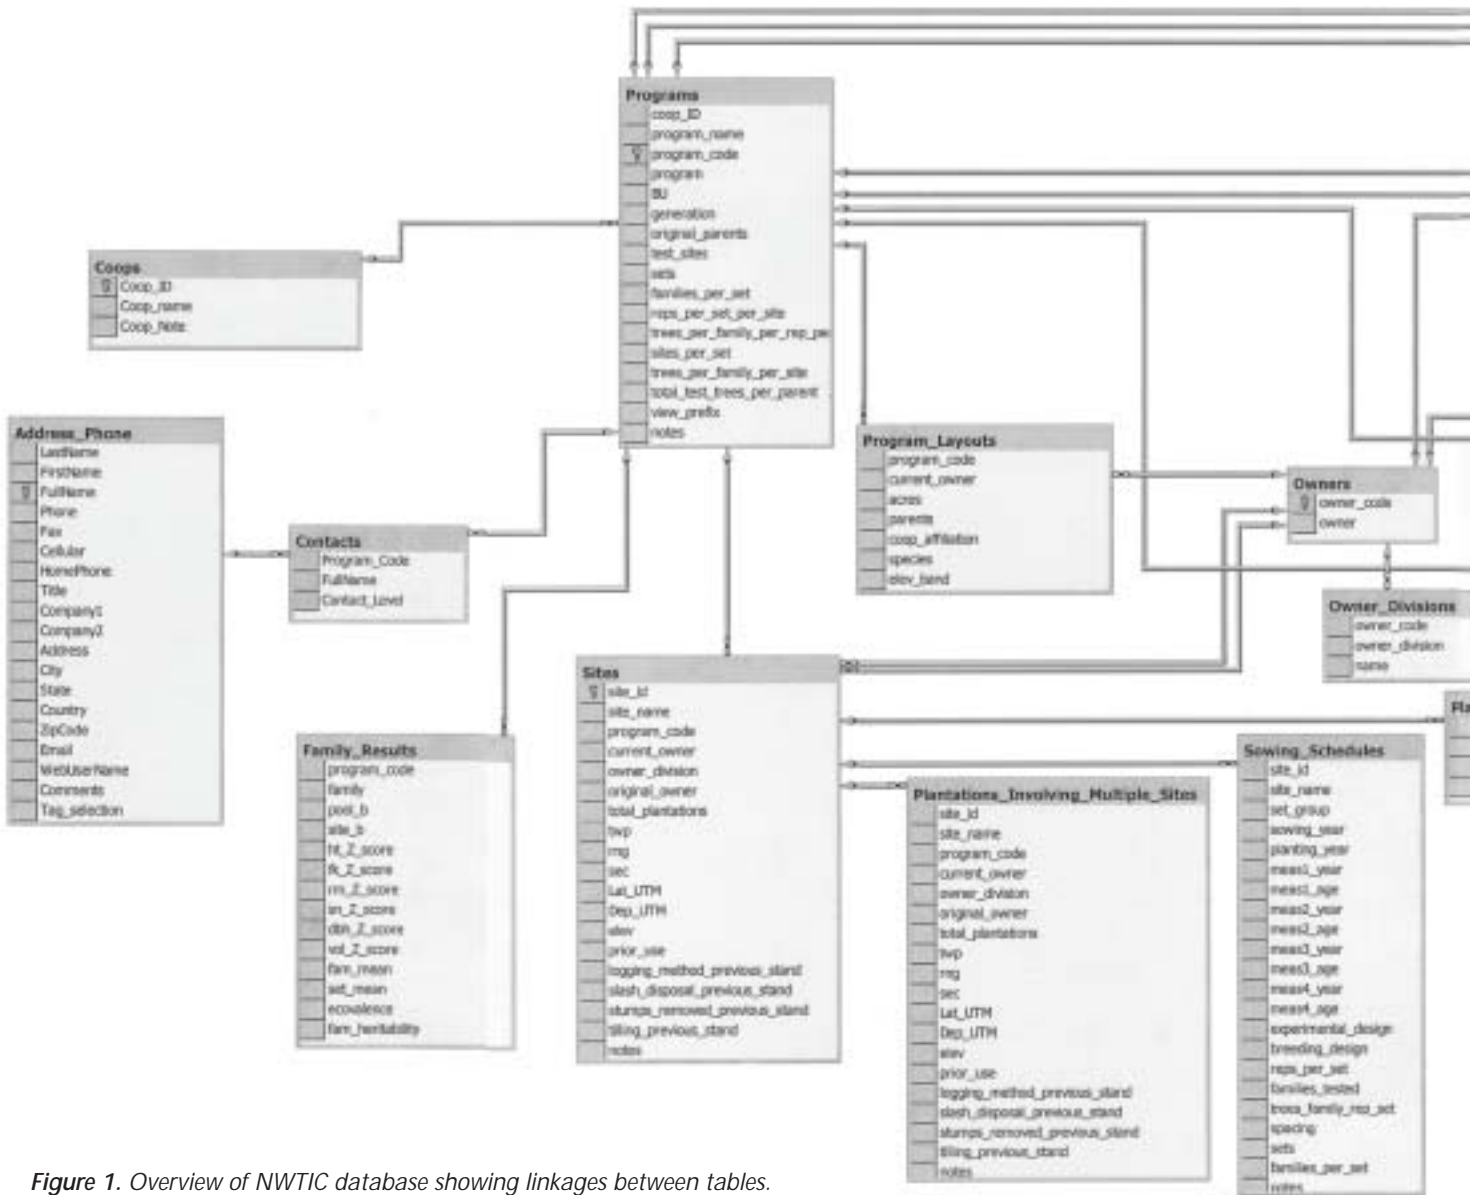 Programs
coop_ID
program_name
program_code
program
BU
generation
original_parents
test_sites
sets
families_per_set
reps_per_set_per_site
trees_per_family_per_rep_per
sites_per_set
trees_per_family_per_site
total_test_trees_per_parent
view_prefix
notes
Coops
Coop_ID
Coop_name
Coop_Note
Address_Phone
LastName
FirstName
FullName
Phone
Fax
Cellular
HomePhone
Title
Company1
Company2
Address
City
State
Country
ZipCode
Email
WebUserName
Comments
Tag_selection
Contacts
Program_Code
FullName
Contact_Level
Program_Layouts
program_code
current_owner
acres
parents
coop_affiliation
species
elev_band
Owners
owner_code
owner
Owner_Divisions
owner_code
owner_division
name
Family_Results
program_code
family
pool_b
site_b
ht_Z_score
fk_Z_score
rm_Z_score
sn_Z_score
dbh_Z_score
vol_Z_score
fam_mean
set_mean
ecovalence
fam_heritability
Sites
site_id
site_name
program_code
current_owner
owner_division
original_owner
total_plantations
twp
rng
sec
Lat_UTM
Dep_UTM
elev
prior_use
logging_method_previous_stand
slash_disposal_previous_stand
stumps_removed_previous_stand
tilling_previous_stand
notes
Plantations_Involving_Multiple_Sites
site_id
site_name
program_code
current_owner
owner_division
original_owner
total_plantations
twp
rng
sec
Lat_UTM
Dep_UTM
elev
prior_use
logging_method_previous_stand
slash_disposal_previous_stand
stumps_removed_previous_stand
tilling_previous_stand
notes
Sowing_Schedules
site_id
site_name
set_group
sowing_year
planting_year
meas1_year
meas1_age
meas2_year
meas2_age
meas3_year
meas3_age
meas4_year
meas4_age
experimental_design
breeding_design
reps_per_set
families_tested
trees_family_rep_set
spacing
sets
families_per_set
notes
Pla
Figure 1. Overview of NWTIC database showing linkages between tables.